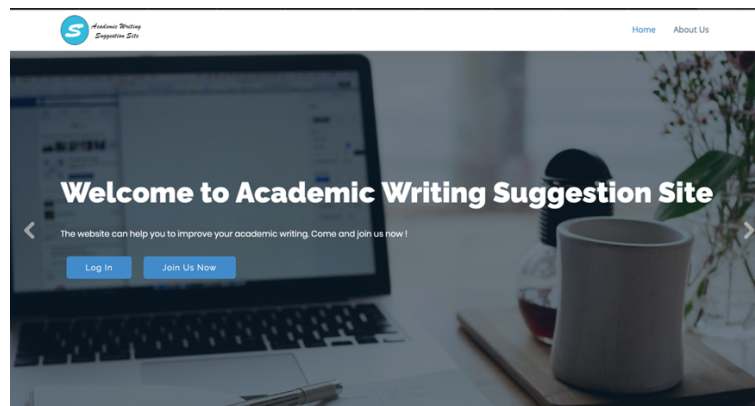 S
Academic Writing
Suggestion Site
Home
About Us
Welcome to Academic Writing Suggestion Site
The website can help you to improve your academic writing. Come and join us now !
Log In
Join Us Now